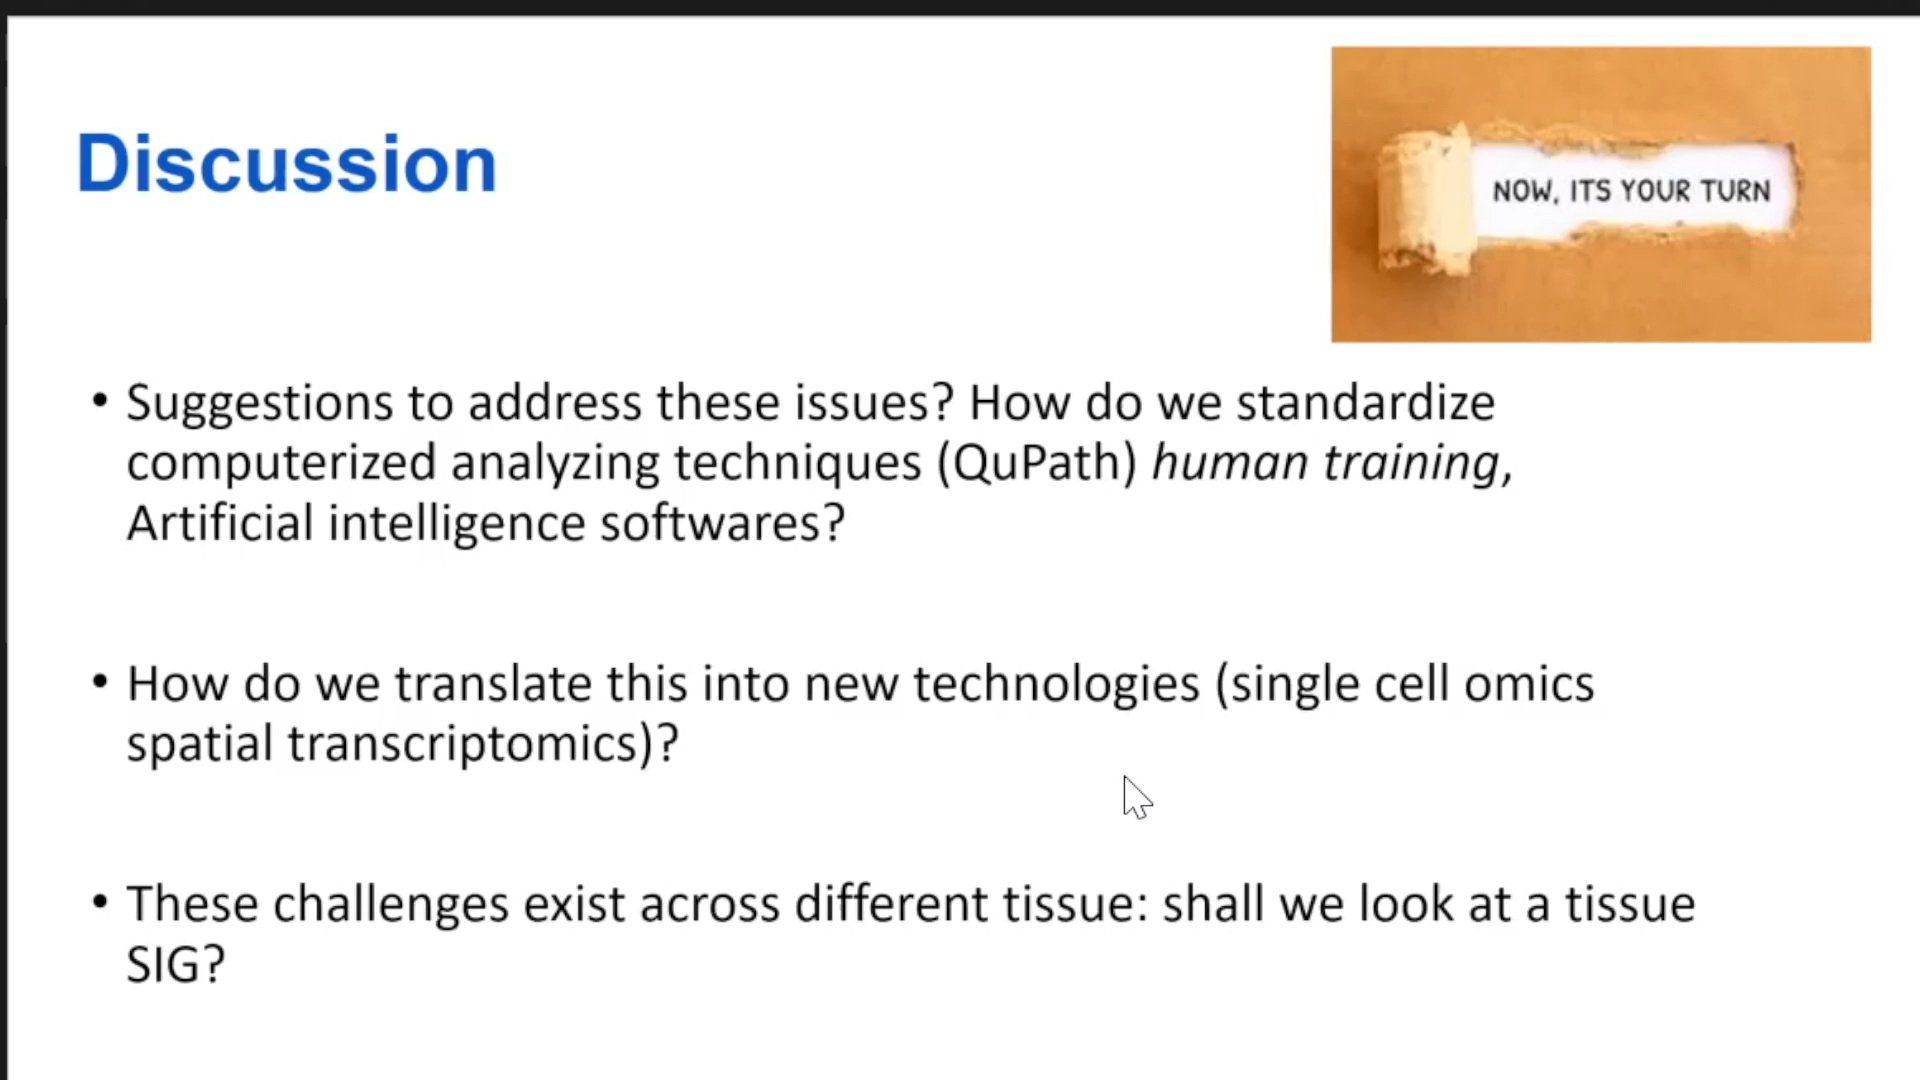 Discussion
NOW, ITS YOUR TURN
• Suggestions to address these issues? How do we standardize
computerized analyzing techniques (QuPath) human training,
Artificial intelligence softwares?
• How do we translate this into new technologies (single cell omics
spatial transcriptomics)?
• These challenges exist across different tissue: shall we look at a tissue
SIG?